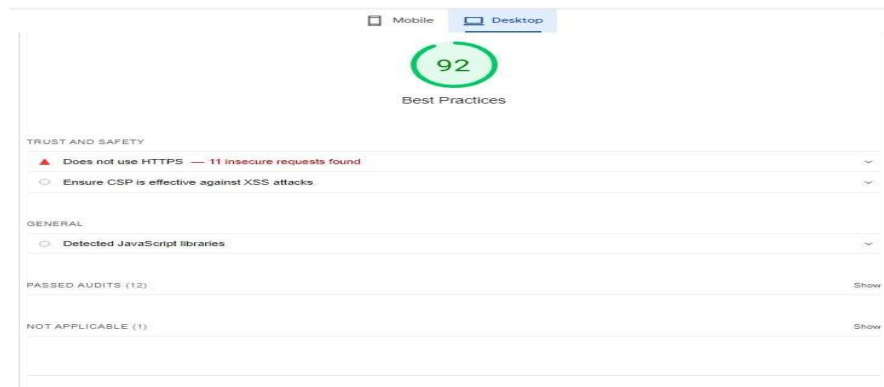 Mobile Desktop
92
Best Practices
TRUST AND SAFETY
Does not use HTTPS — 11 insecure requests found
Ensure CSP is effective against XSS attacks
GENERAL
Detected JavaScript libraries
PASSED AUDITS (12) Show
NOT APPLICABLE (1) Show